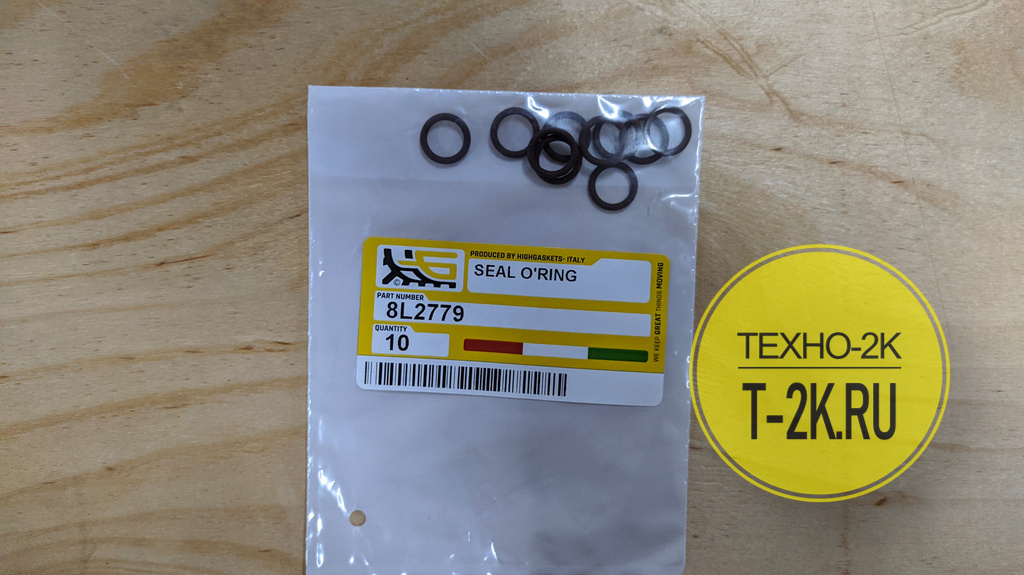 PRODUCED BY HIGHGASKETS- ITALY
SEAL O'RING
PART NUMBER
8L2779
QUANTITY
10
WE KEEP GREAT THINGS MOVING
ТЕХНО-2К
T-2K.RU